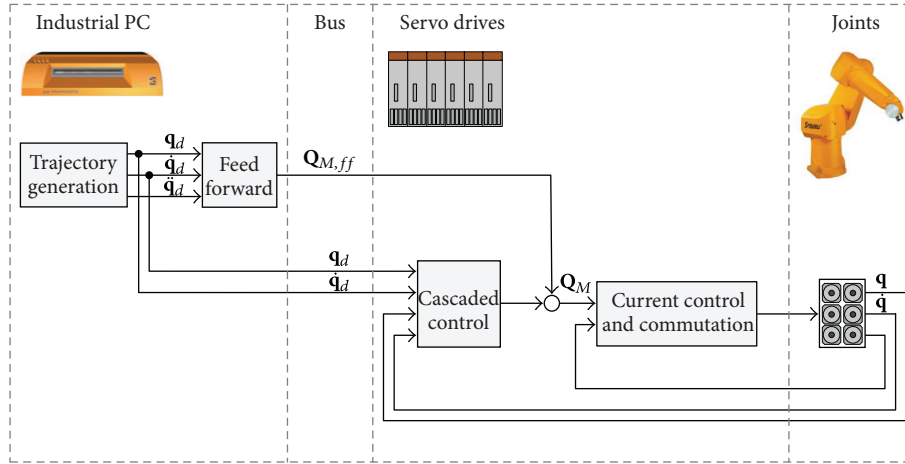 Industrial PC
Bus
Servo drives
Joints
q_d
q̇_d
q̈_d
Trajectory
generation
Feed
forward
Q_{M,ff}
q_d
q̇_d
Cascaded
control
Q_M
Current control
and commutation
q
q̇